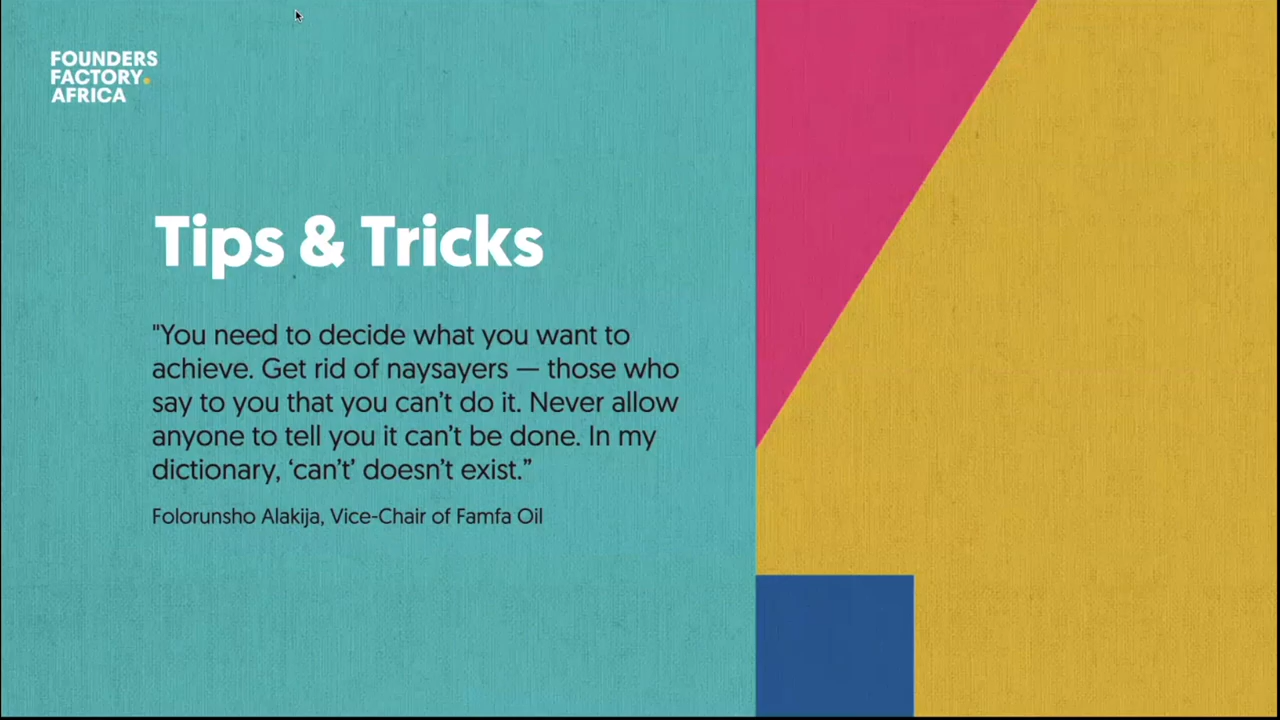 FOUNDERS
FACTORY.
AFRICA
Tips & Tricks
"You need to decide what you want to
achieve. Get rid of naysayers — those who
say to you that you can’t do it. Never allow
anyone to tell you it can’t be done. In my
dictionary, ‘can’t’ doesn’t exist.”
Folorunsho Alakija, Vice-Chair of Famfa Oil